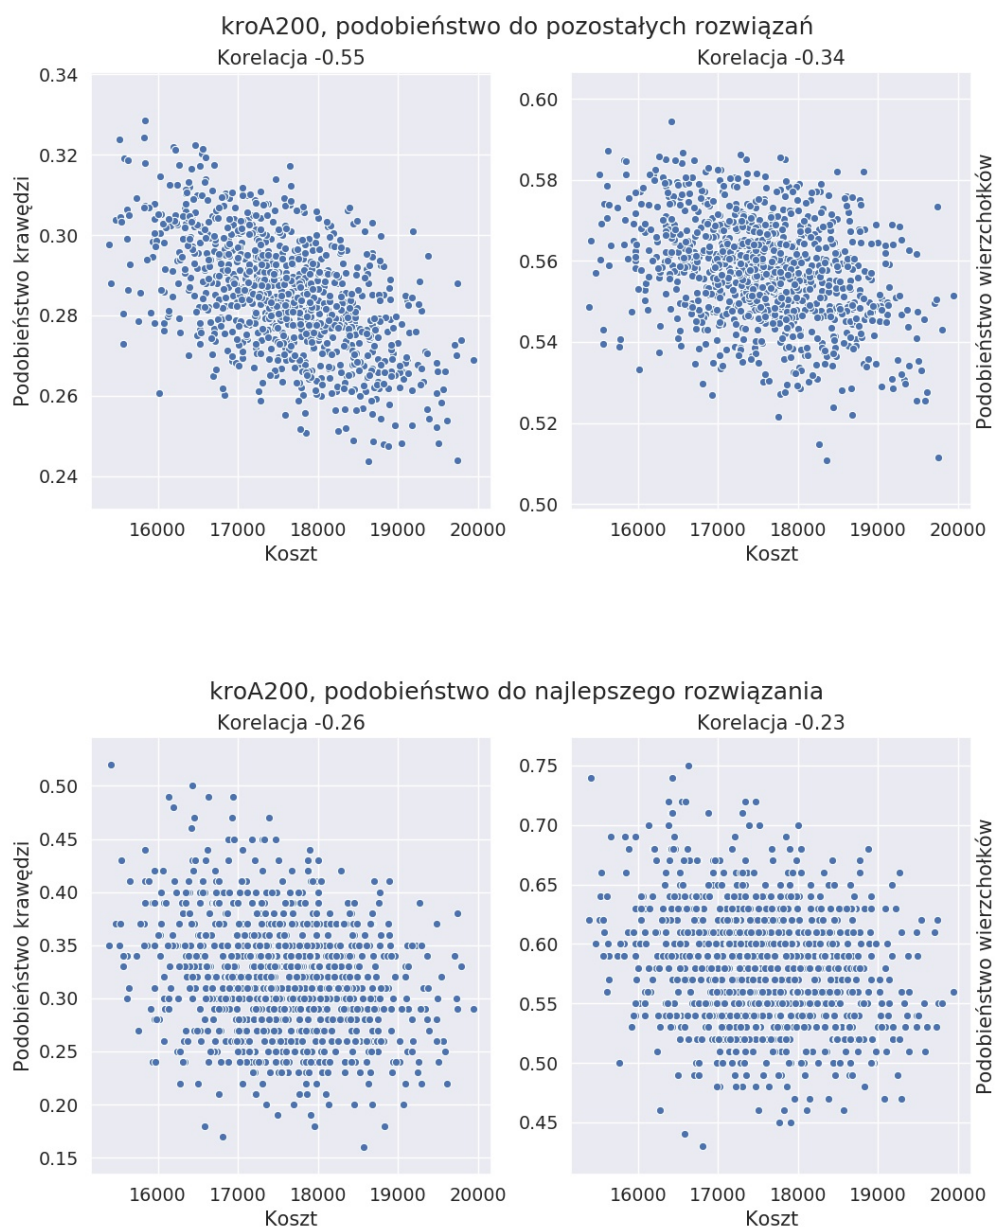 kroA200, podobieństwo do pozostałych rozwiązań
Korelacja -0.55
Korelacja -0.34
Podobieństwo krawędzi
0.34
0.32
0.30
0.28
0.26
0.24
16000 17000 18000 19000 20000
Koszt
0.60
0.58
0.56
0.54
0.52
0.50
16000 17000 18000 19000 20000
Koszt
Podobieństwo wierzchołków
kroA200, podobieństwo do najlepszego rozwiązania
Korelacja -0.26
Korelacja -0.23
Podobieństwo krawędzi
0.50
0.45
0.40
0.35
0.30
0.25
0.20
0.15
16000 17000 18000 19000 20000
Koszt
0.75
0.70
0.65
0.60
0.55
0.50
0.45
16000 17000 18000 19000 20000
Koszt
Podobieństwo wierzchołków